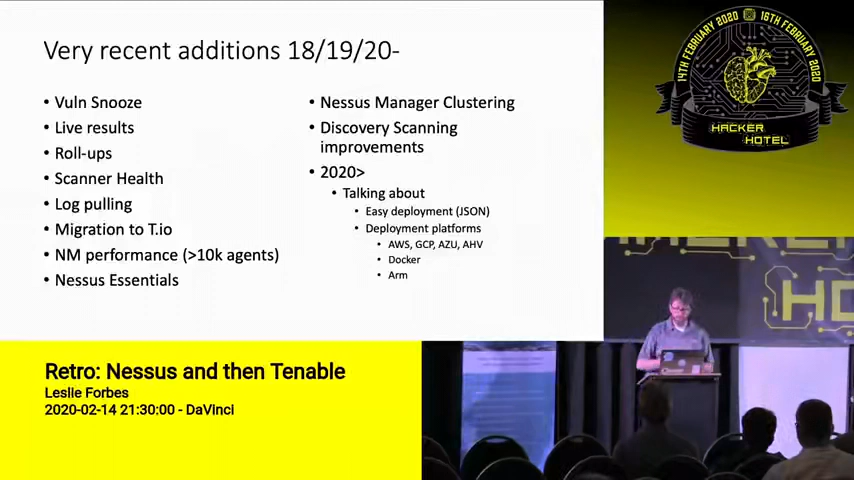 Very recent additions 18/19/20-
• Vuln Snooze
• Live results
• Roll-ups
• Scanner Health
• Log pulling
• Migration to T.io
• NM performance (>10k agents)
• Nessus Essentials
• Nessus Manager Clustering
• Discovery Scanning
improvements
• 2020>
• Talking about
• Easy deployment (JSON)
• Deployment platforms
• AWS, GCP, AZU, AHV
• Docker
• Arm
14TH FEBRUARY 2020
16TH FEBRUARY 2020
HACKER
HOTEL
Retro: Nessus and then Tenable
Leslie Forbes
2020-02-14 21:30:00 - DaVinci